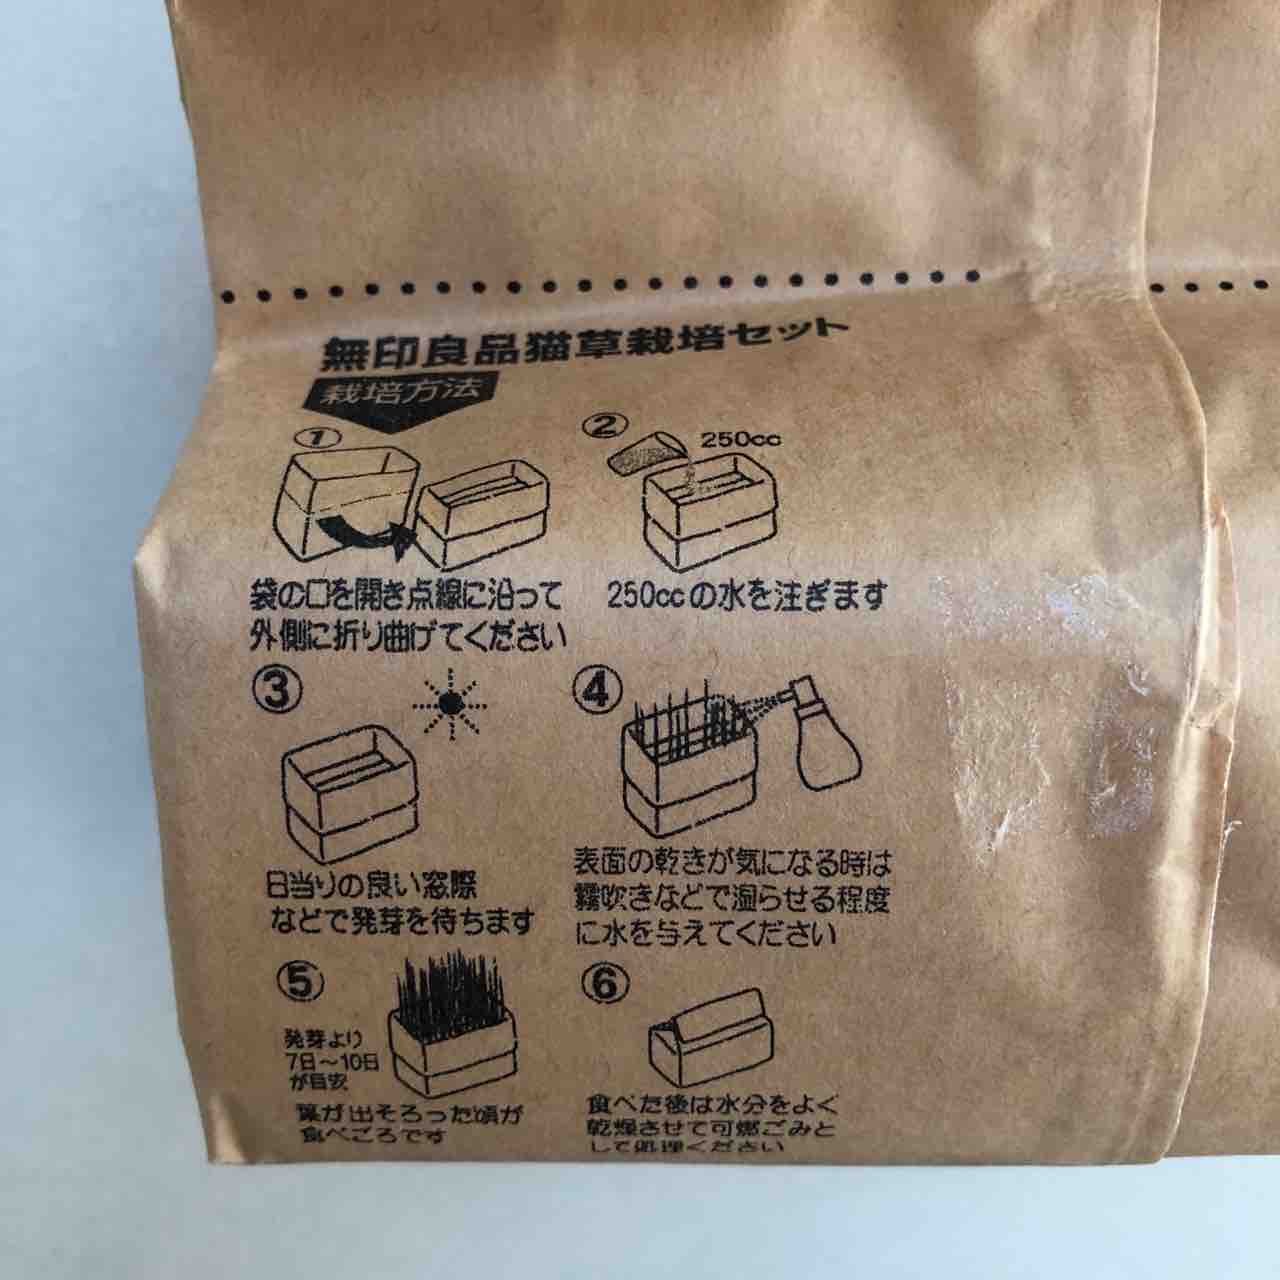 無印良品猫草栽培セット
栽培方法
①
袋の口を開き点線に沿って
外側に折り曲げてください
②
250cc
250ccの水を注ぎます
③
日当りの良い窓際
などで発芽を待ちます
④
表面の乾きが気になる時は
霧吹きなどで湿らせる程度
に水を与えてください
⑤
発芽より
7日〜10日
が目安
葉が出そろった頃が
食べごろです
⑥
食べた後は水分をよく
乾燥させて可燃ごみと
して処理ください